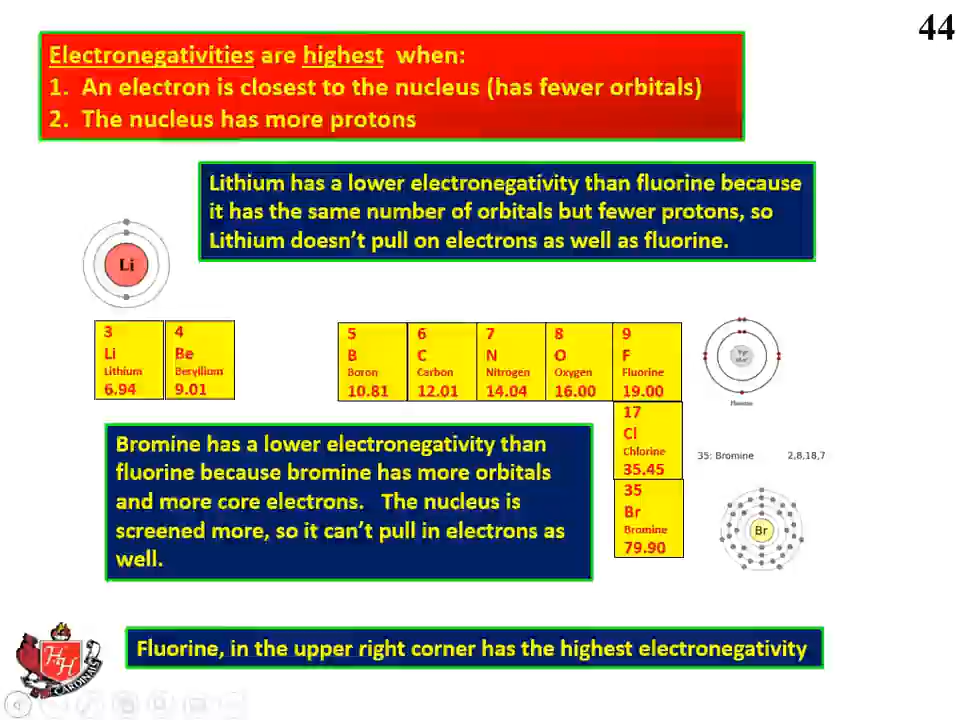 44
Electronegativities are highest when:
1. An electron is closest to the nucleus (has fewer orbitals)
2. The nucleus has more protons
Lithium has a lower electronegativity than fluorine because
it has the same number of orbitals but fewer protons, so
Lithium doesn't pull on electrons as well as fluorine.
Li
3 4 5 6 7 8 9
Li Be B C N O F
Lithium Beryllium Boron Carbon Nitrogen Oxygen Fluorine
6.94 9.01 10.81 12.01 14.04 16.00 19.00
17
Cl
Chlorine
35.45
35
Br
Bromine
79.90
Bromine has a lower electronegativity than
fluorine because bromine has more orbitals
and more core electrons. The nucleus is
screened more, so it can't pull in electrons as
well.
35: Bromine 2,8,18,7
Br
HH
CARDINALS
Fluorine, in the upper right corner has the highest electronegativity